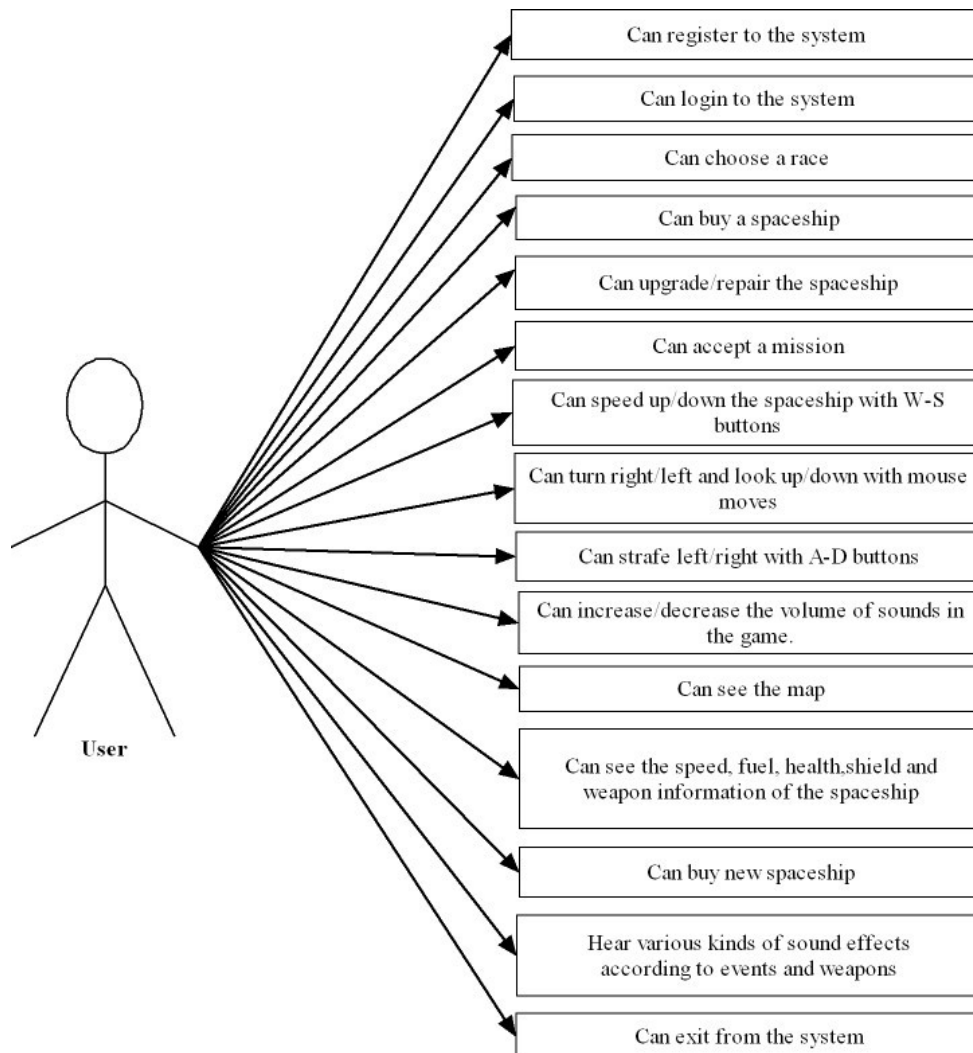 Can register to the system
Can login to the system
Can choose a race
Can buy a spaceship
Can upgrade/repair the spaceship
Can accept a mission
Can speed up/down the spaceship with W-S
buttons
Can turn right/left and look up/down with mouse
moves
Can strafe left/right with A-D buttons
Can increase/decrease the volume of sounds in
the game.
Can see the map
User
Can see the speed, fuel, health,shield and
weapon information of the spaceship
Can buy new spaceship
Hear various kinds of sound effects
according to events and weapons
Can exit from the system